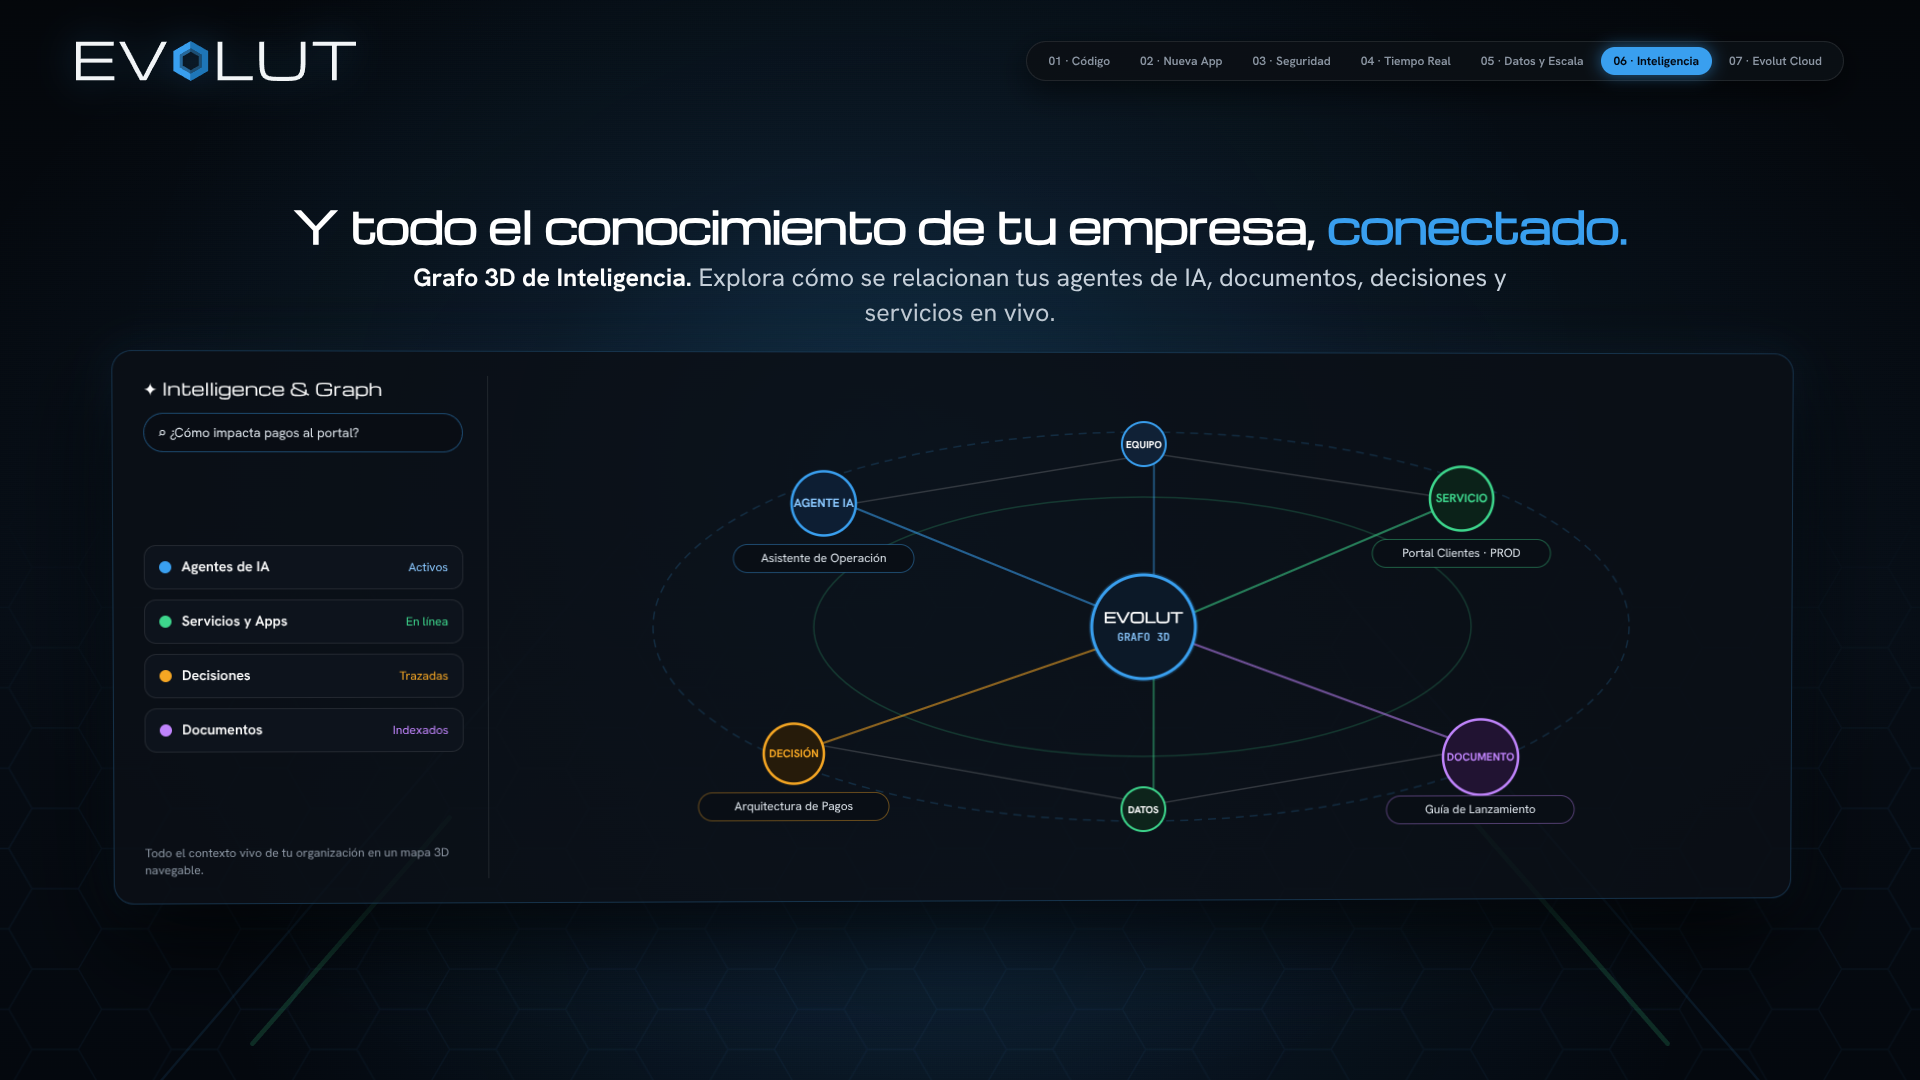 EVOLUT
01 · Código
02 · Nueva App
03 · Seguridad
04 · Tiempo Real
05 · Datos y Escala
06 · Inteligencia
07 · Evolut Cloud
Y todo el conocimiento de tu empresa, conectado.
Grafo 3D de Inteligencia. Explora cómo se relacionan tus agentes de IA, documentos, decisiones y
servicios en vivo.
✦ Intelligence & Graph
⌕ ¿Cómo impacta pagos al portal?
Agentes de IA Activos
Servicios y Apps En línea
Decisiones Trazadas
Documentos Indexados
Todo el contexto vivo de tu organización en un mapa 3D
navegable.
EQUIPO
AGENTE IA
Asistente de Operación
SERVICIO
Portal Clientes · PROD
EVOLUT
GRAFO 3D
DECISIÓN
Arquitectura de Pagos
DATOS
DOCUMENTO
Guía de Lanzamiento